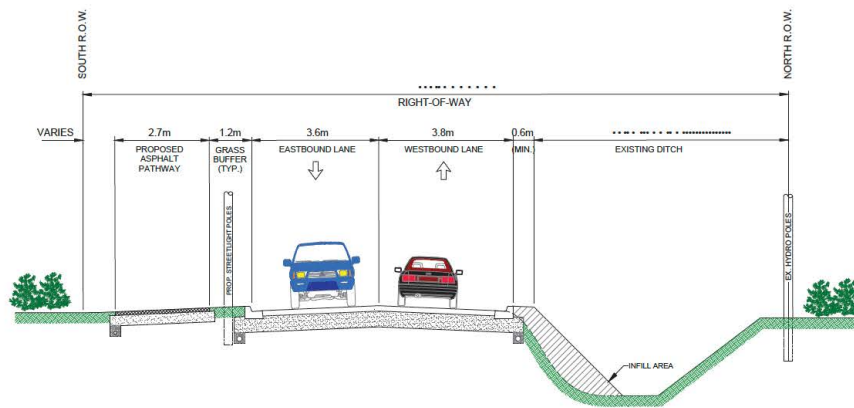 SOUTH R.O.W.
NORTH R.O.W.
RIGHT-OF-WAY
VARIES
2.7m
1.2m
3.6m
3.8m
0.6m
PROPOSED
ASPHALT
PATHWAY
GRASS
BUFFER
(TYP.)
EASTBOUND LANE
WESTBOUND LANE
(MIN.)
EXISTING DITCH
PROP. STREETLIGHT POLES
EX. HYDRO POLES
INFILL AREA